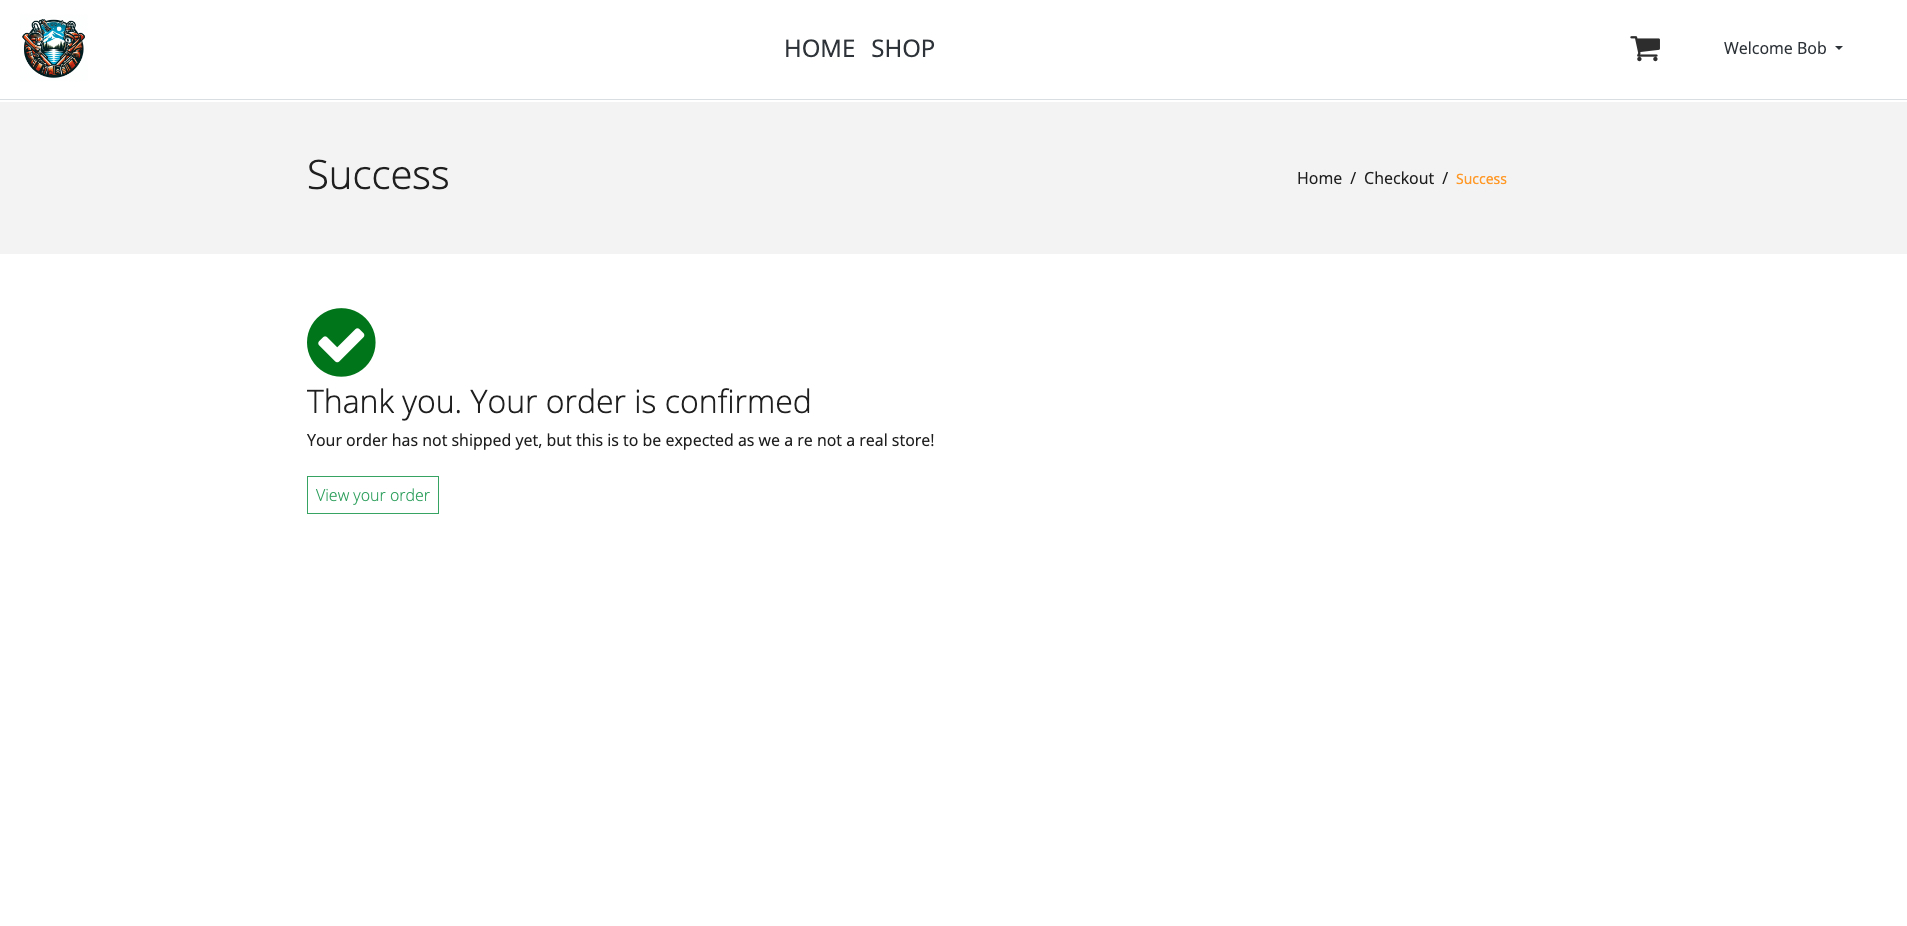 HOME SHOP
Welcome Bob
Success
Home / Checkout / Success
Thank you. Your order is confirmed
Your order has not shipped yet, but this is to be expected as we a re not a real store!
View your order